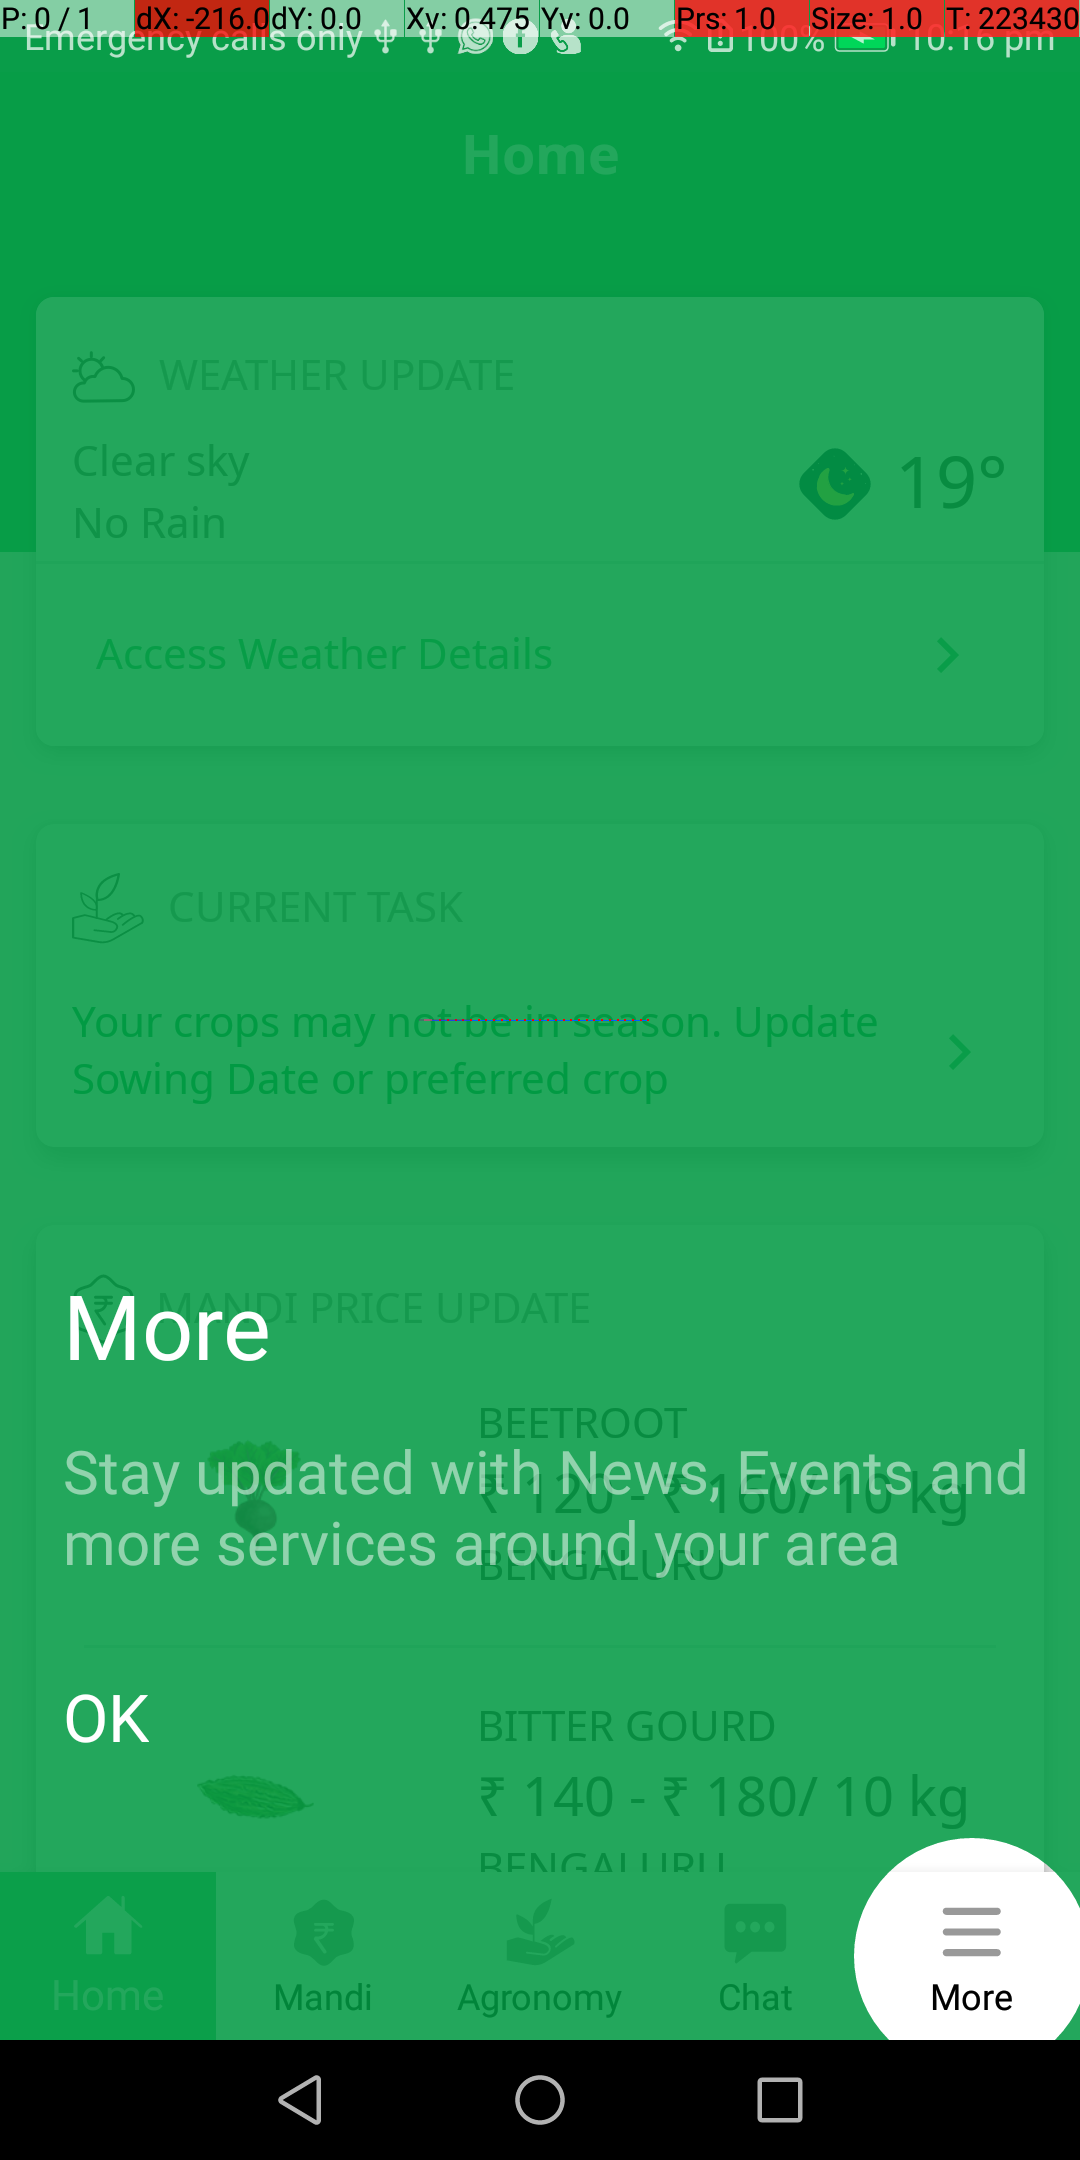 P: 0 / 1 dX: -216.0 dY: 0.0 Xv: 0.475 Yv: 0.0 Prs: 1.0 Size: 1.0 T: 223430
Emergency calls only 100% 10:16 pm
Home
WEATHER UPDATE
Clear sky
No Rain
19°
Access Weather Details
CURRENT TASK
Your crops may not be in season. Update
Sowing Date or preferred crop
MANDI PRICE UPDATE
More
BEETROOT
₹ 120 - ₹ 160/ 10 kg
BENGALURU
Stay updated with News, Events and
more services around your area
OK
BITTER GOURD
₹ 140 - ₹ 180/ 10 kg
BENGALURU
Home Mandi Agronomy Chat More